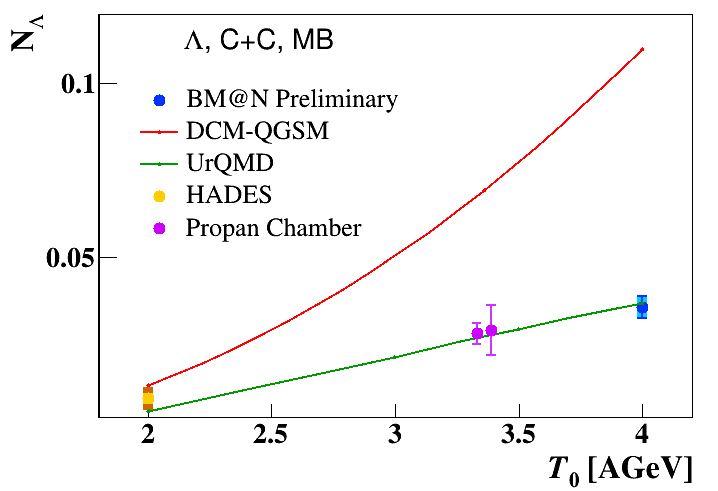 N_Λ
Λ, C+C, MB
0.1
BM@N Preliminary
DCM-QGSM
UrQMD
HADES
Propan Chamber
0.05
2 2.5 3 3.5 4
T_0 [AGeV]